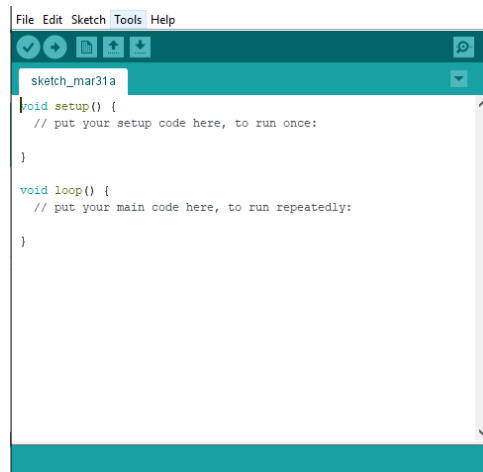 File Edit Sketch Tools Help
sketch_mar31a
void setup() {
  // put your setup code here, to run once:
}
void loop() {
  // put your main code here, to run repeatedly:
}